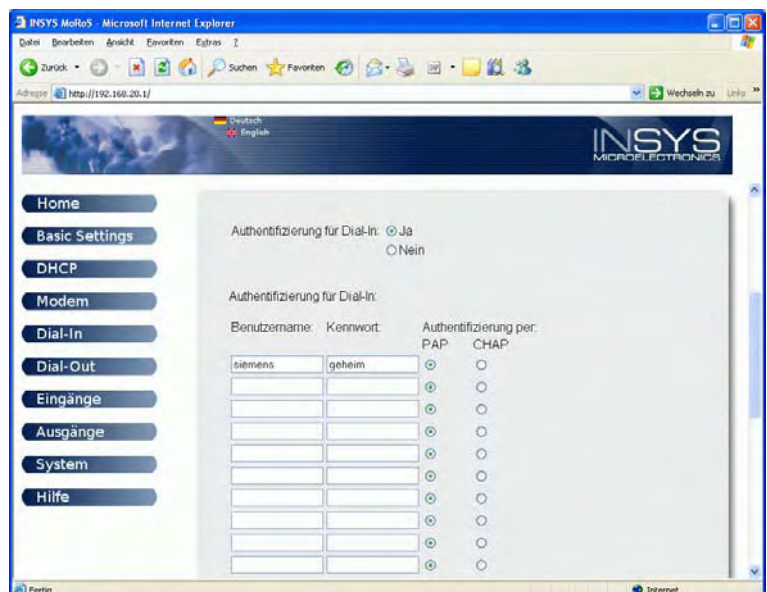 INSYS MoRoS - Microsoft Internet Explorer
Datei Bearbeiten Ansicht Favoriten Extras ?
Zurück Suchen Favoriten
Adresse http://192.168.20.1/ Wechseln zu Links »
Deutsch
English
INSYS
MICROELECTRONICS
Home
Basic Settings
DHCP
Modem
Dial-In
Dial-Out
Eingänge
Ausgänge
System
Hilfe
Authentifizierung für Dial-In: Ja
Nein
Authentifizierung für Dial-In:
Benutzername: Kennwort: Authentifizierung per:
PAP CHAP
siemens geheim
Fertig Internet